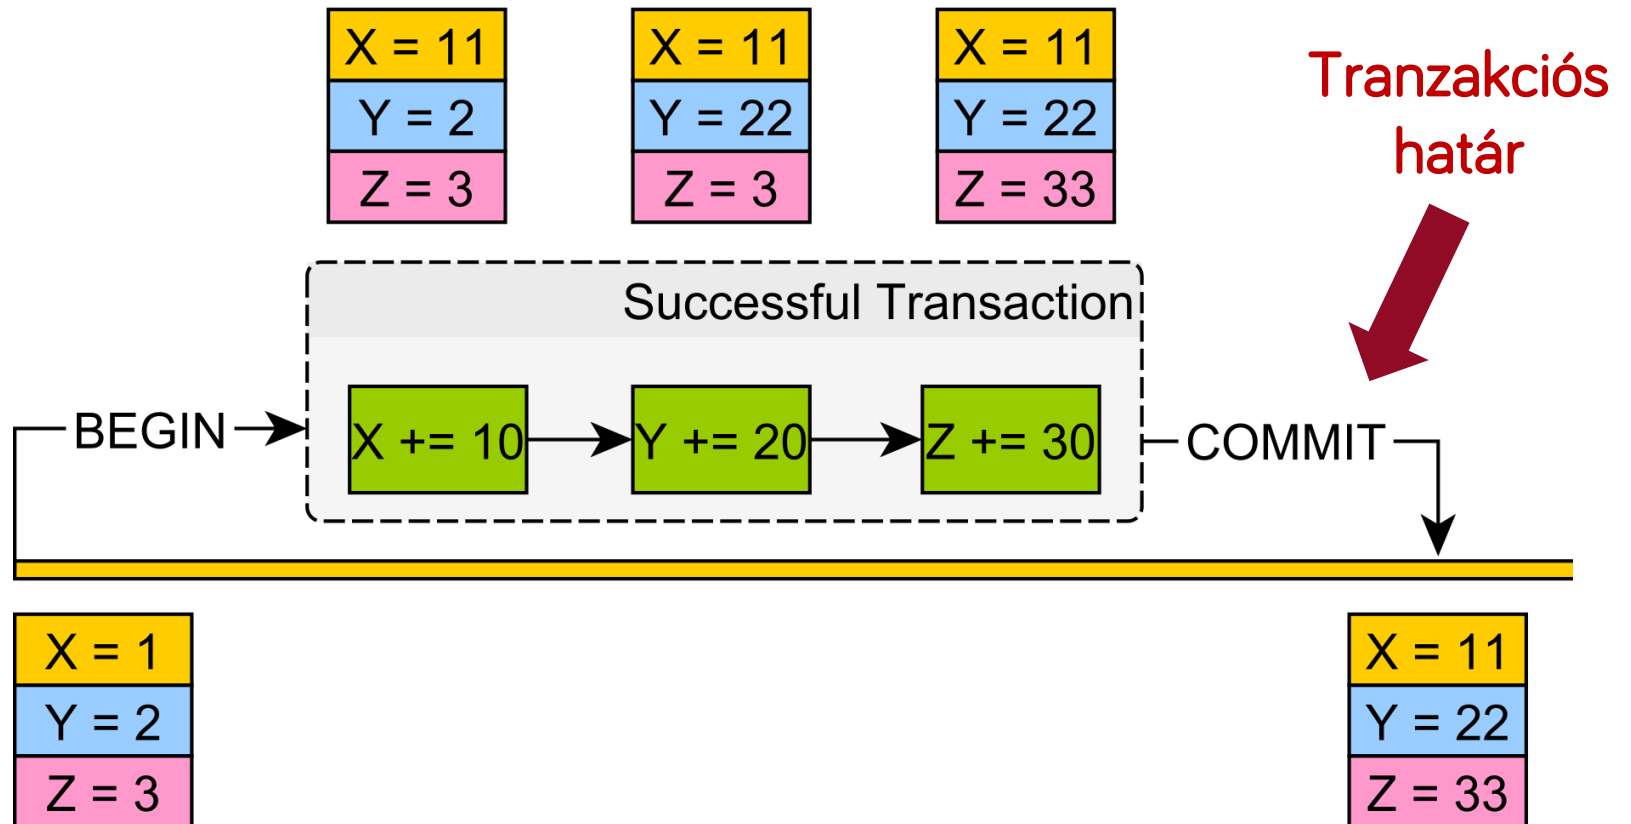 X = 11
Y = 2
Z = 3
X = 11
Y = 22
Z = 3
X = 11
Y = 22
Z = 33
Tranzakciós
határ
Successful Transaction
BEGIN
X += 10
Y += 20
Z += 30
COMMIT
X = 1
Y = 2
Z = 3
X = 11
Y = 22
Z = 33